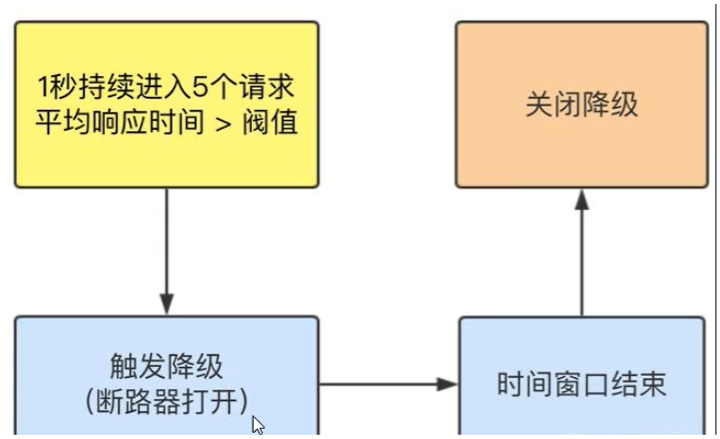 1秒持续进入5个请求
平均响应时间 > 阀值
关闭降级
触发降级
(断路器打开)
时间窗口结束